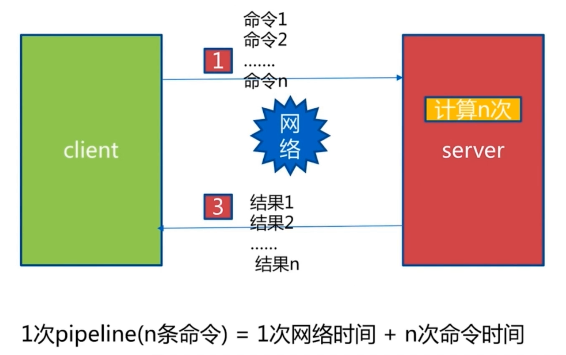 命令1
命令2
.......
命令n
1
client
网
络
计算n次
server
3
结果1
结果2
......
结果n
1次pipeline(n条命令) = 1次网络时间 + n次命令时间